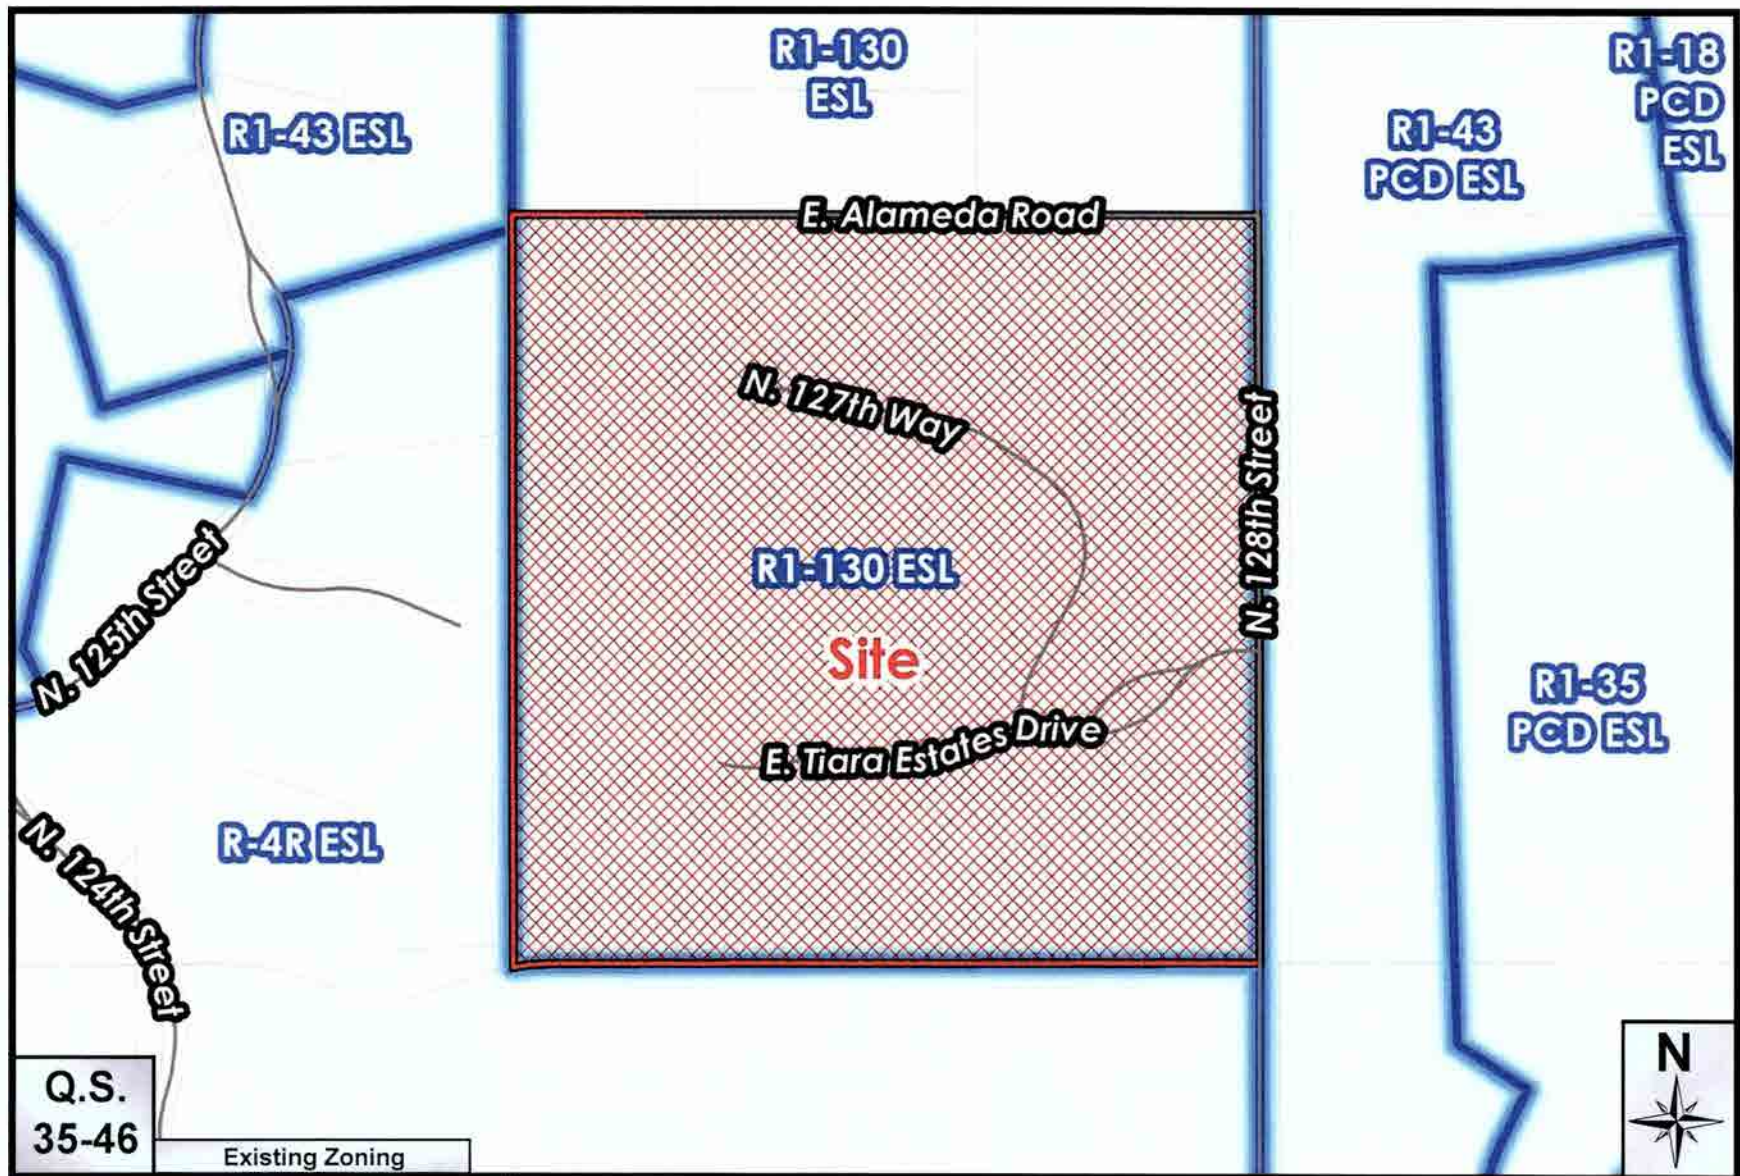 R1-130
ESL
R1-18
PCD
ESL
R1-43 ESL
R1-43
PCD ESL
E. Alameda Road
N. 127th Way
N. 128th Street
R1-130 ESL
N. 125th Street
Site
R1-35
PCD ESL
E. Tiara Estates Drive
R-4R ESL
N. 124th Street
Q.S.
35-46
Existing Zoning
N